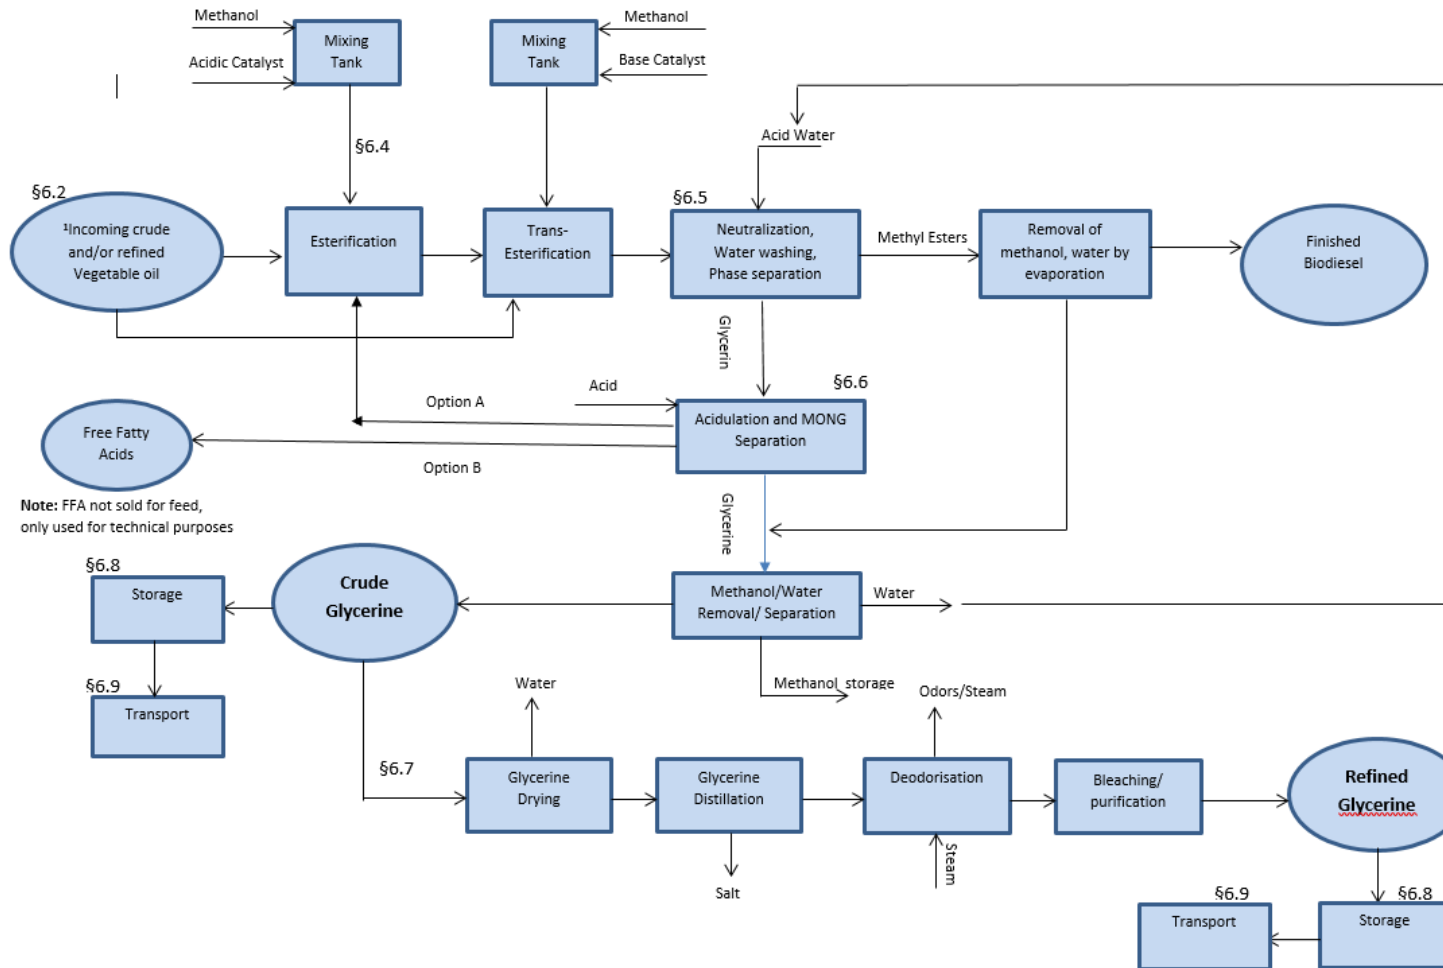 Methanol
Acidic Catalyst
Mixing
Tank
Mixing
Tank
Methanol
Base Catalyst
Acid Water
§6.4
§6.2
¹Incoming crude
and/or refined
Vegetable oil
Esterification
Trans-
Esterification
§6.5
Neutralization,
Water washing,
Phase separation
Methyl Esters
Removal of
methanol, water by
evaporation
Finished
Biodiesel
Glycerin
§6.6
Acid
Option A
Acidulation and MONG
Separation
Free Fatty
Acids
Option B
Note: FFA not sold for feed,
only used for technical purposes
Glycerine
§6.8
Storage
Crude
Glycerine
Methanol/Water
Removal/ Separation
Water
§6.9
Transport
Methanol storage
Water
Odors/Steam
§6.7
Glycerine
Drying
Glycerine
Distillation
Deodorisation
Bleaching/
purification
Refined
Glycerine
Salt
Steam
§6.9
§6.8
Transport
Storage